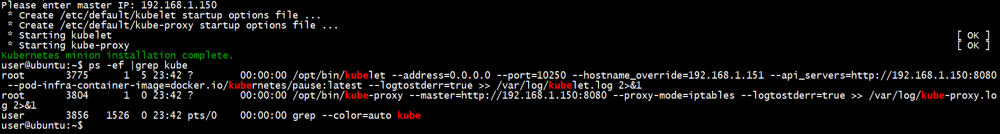 Please enter master IP: 192.168.1.150
 * Create /etc/default/kubelet startup options file ...
 * Create /etc/default/kube-proxy startup options file ...
 * Starting kubelet [ OK ]
 * Starting kube-proxy [ OK ]
Kubernetes minion installation complete.
user@ubuntu:~$ ps -ef |grep kube
root 3775 1 5 23:42 ? 00:00:00 /opt/bin/kubelet --address=0.0.0.0 --port=10250 --hostname_override=192.168.1.151 --api_servers=http://192.168.1.150:8080
 --pod-infra-container-image=docker.io/kubernetes/pause:latest --logtostderr=true >> /var/log/kubelet.log 2>&1
root 3804 1 0 23:42 ? 00:00:00 /opt/bin/kube-proxy --master=http://192.168.1.150:8080 --proxy-mode=iptables --logtostderr=true >> /var/log/kube-proxy.lo
g 2>&1
user 3856 1526 0 23:42 pts/0 00:00:00 grep --color=auto kube
user@ubuntu:~$